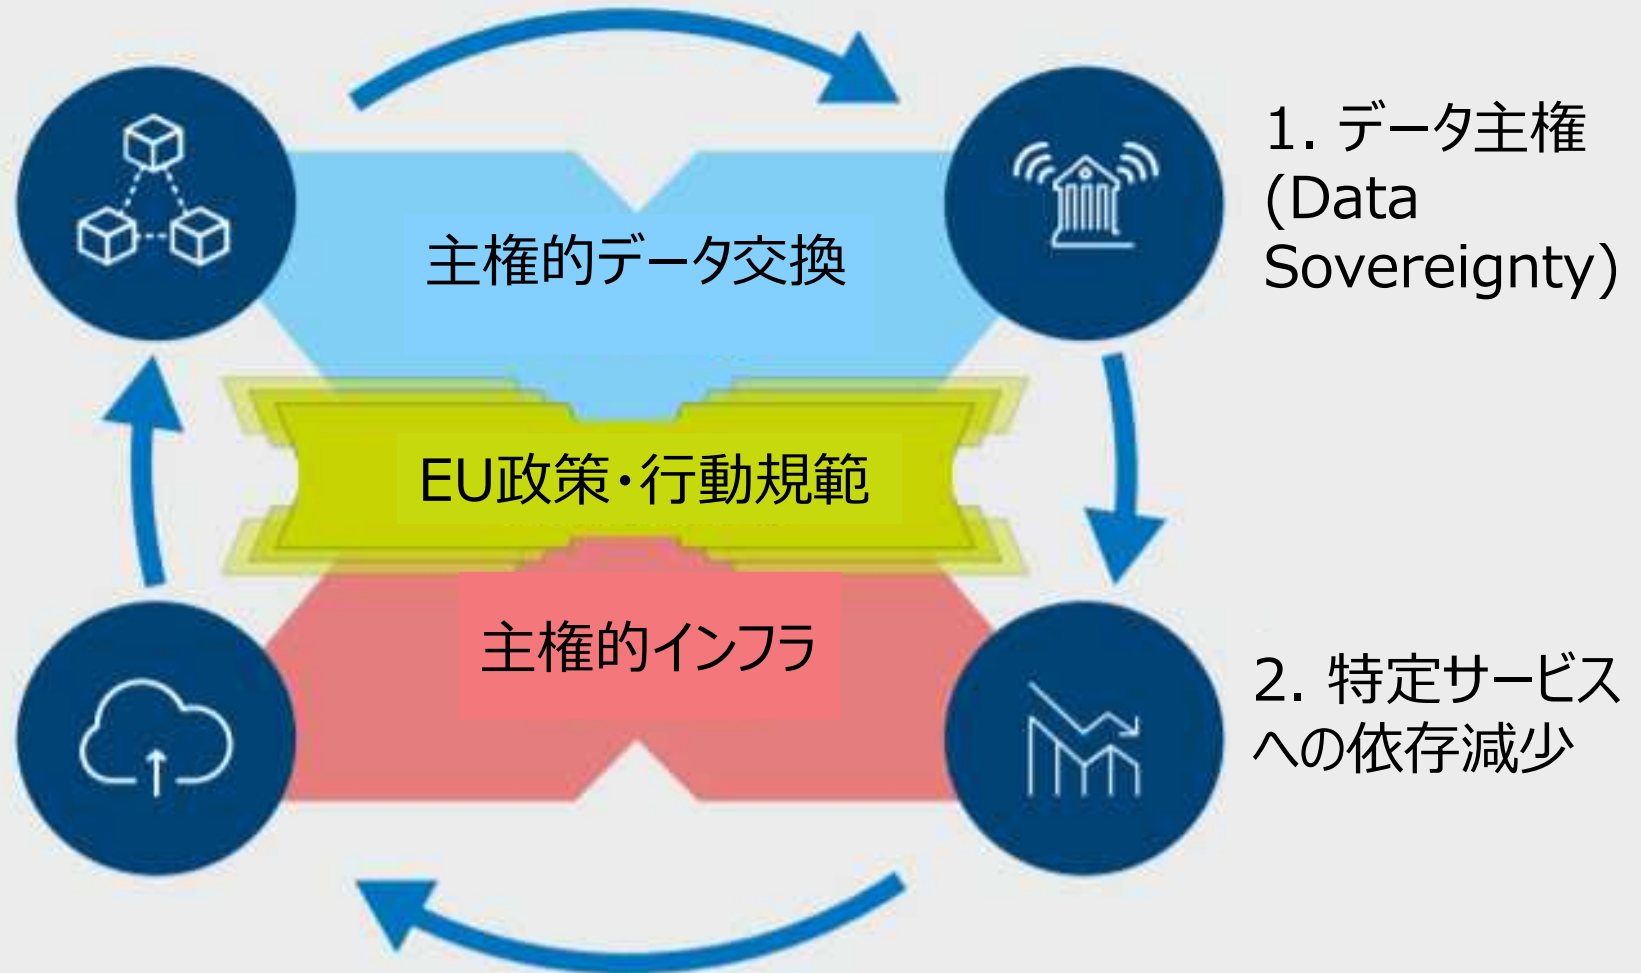 主権的データ交換
1. データ主権
(Data
Sovereignty)
EU政策・行動規範
主権的インフラ
2. 特定サービス
への依存減少